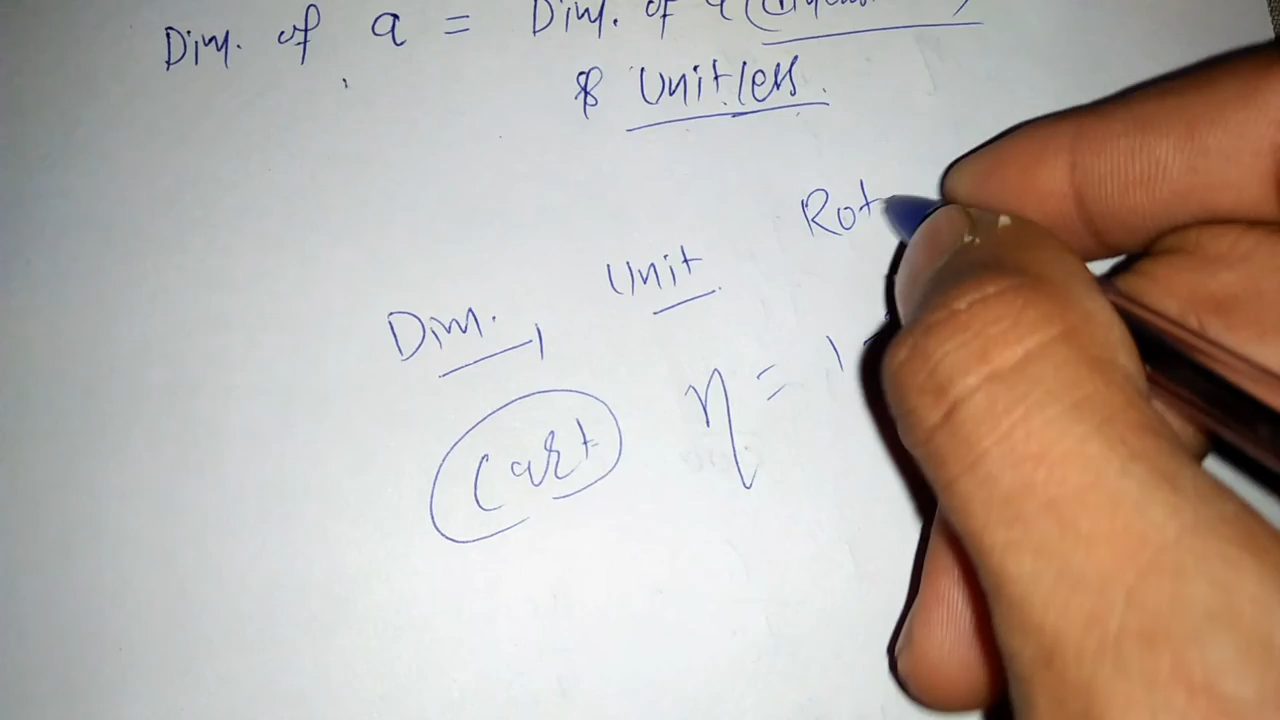 Dim. of a = Dim. of
& Unitless.
Rot
Unit
Dim.
η = 1
Cart